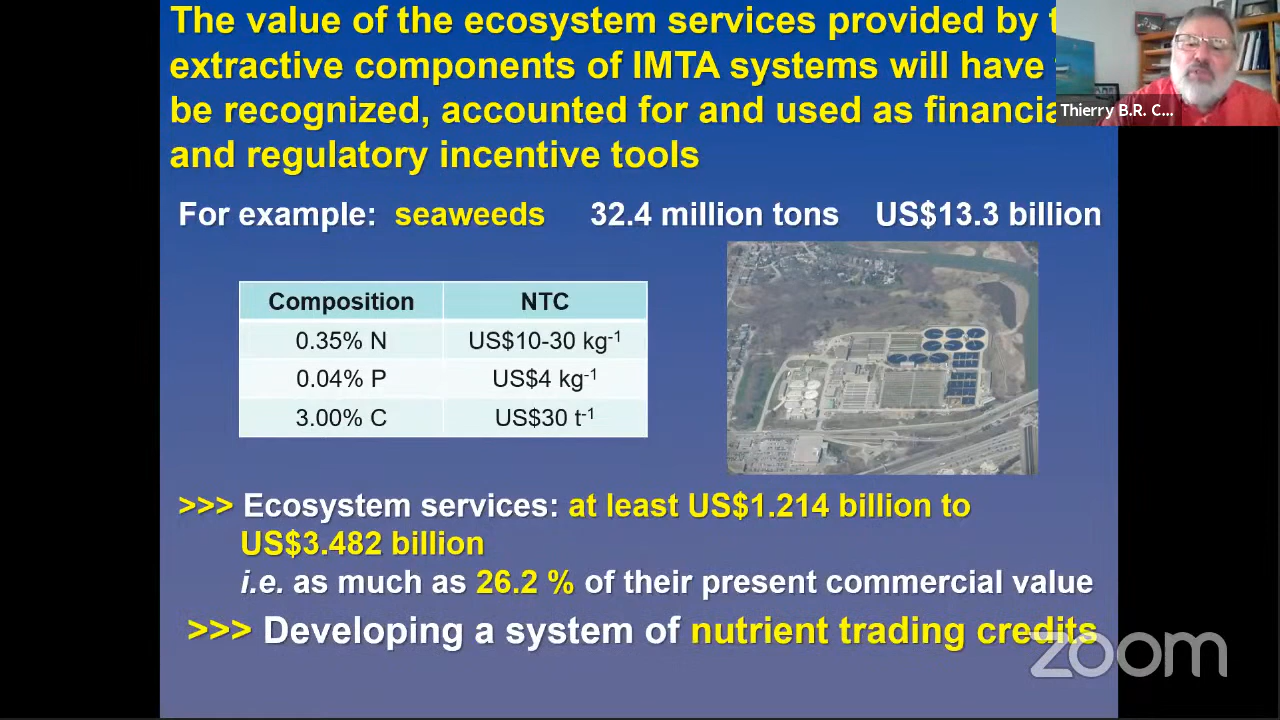 The value of the ecosystem services provided by
extractive components of IMTA systems will have
be recognized, accounted for and used as financia
and regulatory incentive tools
Thierry B.R. C...
For example: seaweeds 32.4 million tons US$13.3 billion
Composition NTC
0.35% N US$10-30 kg⁻¹
0.04% P US$4 kg⁻¹
3.00% C US$30 t⁻¹
>>> Ecosystem services: at least US$1.214 billion to
US$3.482 billion
i.e. as much as 26.2 % of their present commercial value
>>> Developing a system of nutrient trading credits
zoom